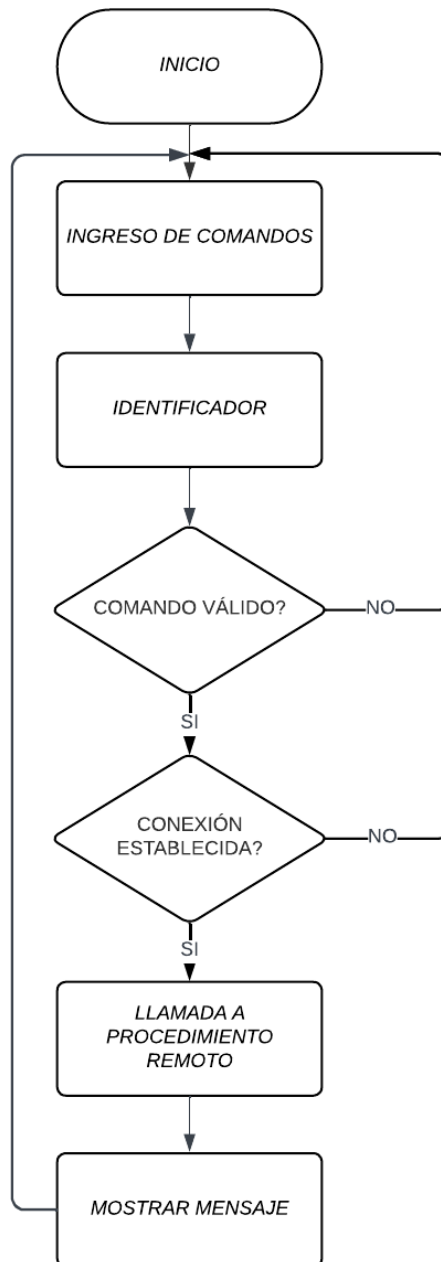 INICIO
INGRESO DE COMANDOS
IDENTIFICADOR
COMANDO VÁLIDO?
NO
SI
CONEXIÓN
ESTABLECIDA?
NO
SI
LLAMADA A
PROCEDIMIENTO
REMOTO
MOSTRAR MENSAJE